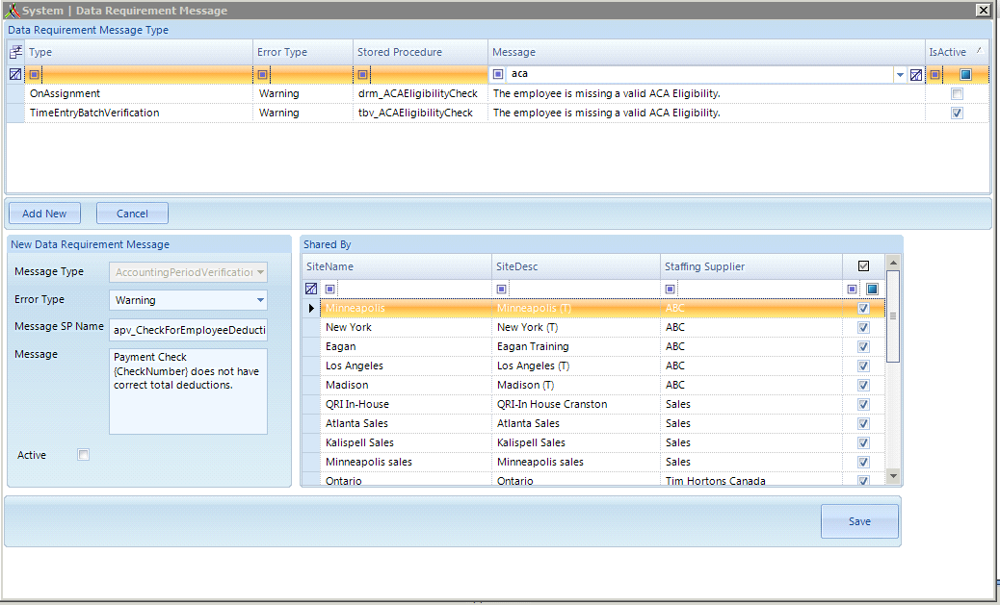 System | Data Requirement Message
Data Requirement Message Type
Type Error Type Stored Procedure Message IsActive
aca
OnAssignment Warning drm_ACAEligibilityCheck The employee is missing a valid ACA Eligibility.
TimeEntryBatchVerification Warning tbv_ACAEligibilityCheck The employee is missing a valid ACA Eligibility.
Add New Cancel
New Data Requirement Message
Message Type AccountingPeriodVerification
Error Type Warning
Message SP Name apv_CheckForEmployeeDeducti
Message Payment Check
{CheckNumber} does not have
correct total deductions.
Active
Shared By
SiteName SiteDesc Staffing Supplier
Minneapolis Minneapolis (T) ABC
New York New York (T) ABC
Eagan Eagan Training ABC
Los Angeles Los Angeles (T) ABC
Madison Madison (T) ABC
QRI In-House QRI-In House Cranston Sales
Atlanta Sales Atlanta Sales Sales
Kalispell Sales Kalispell Sales Sales
Minneapolis sales Minneapolis sales Sales
Ontario Ontario Tim Hortons Canada
Save